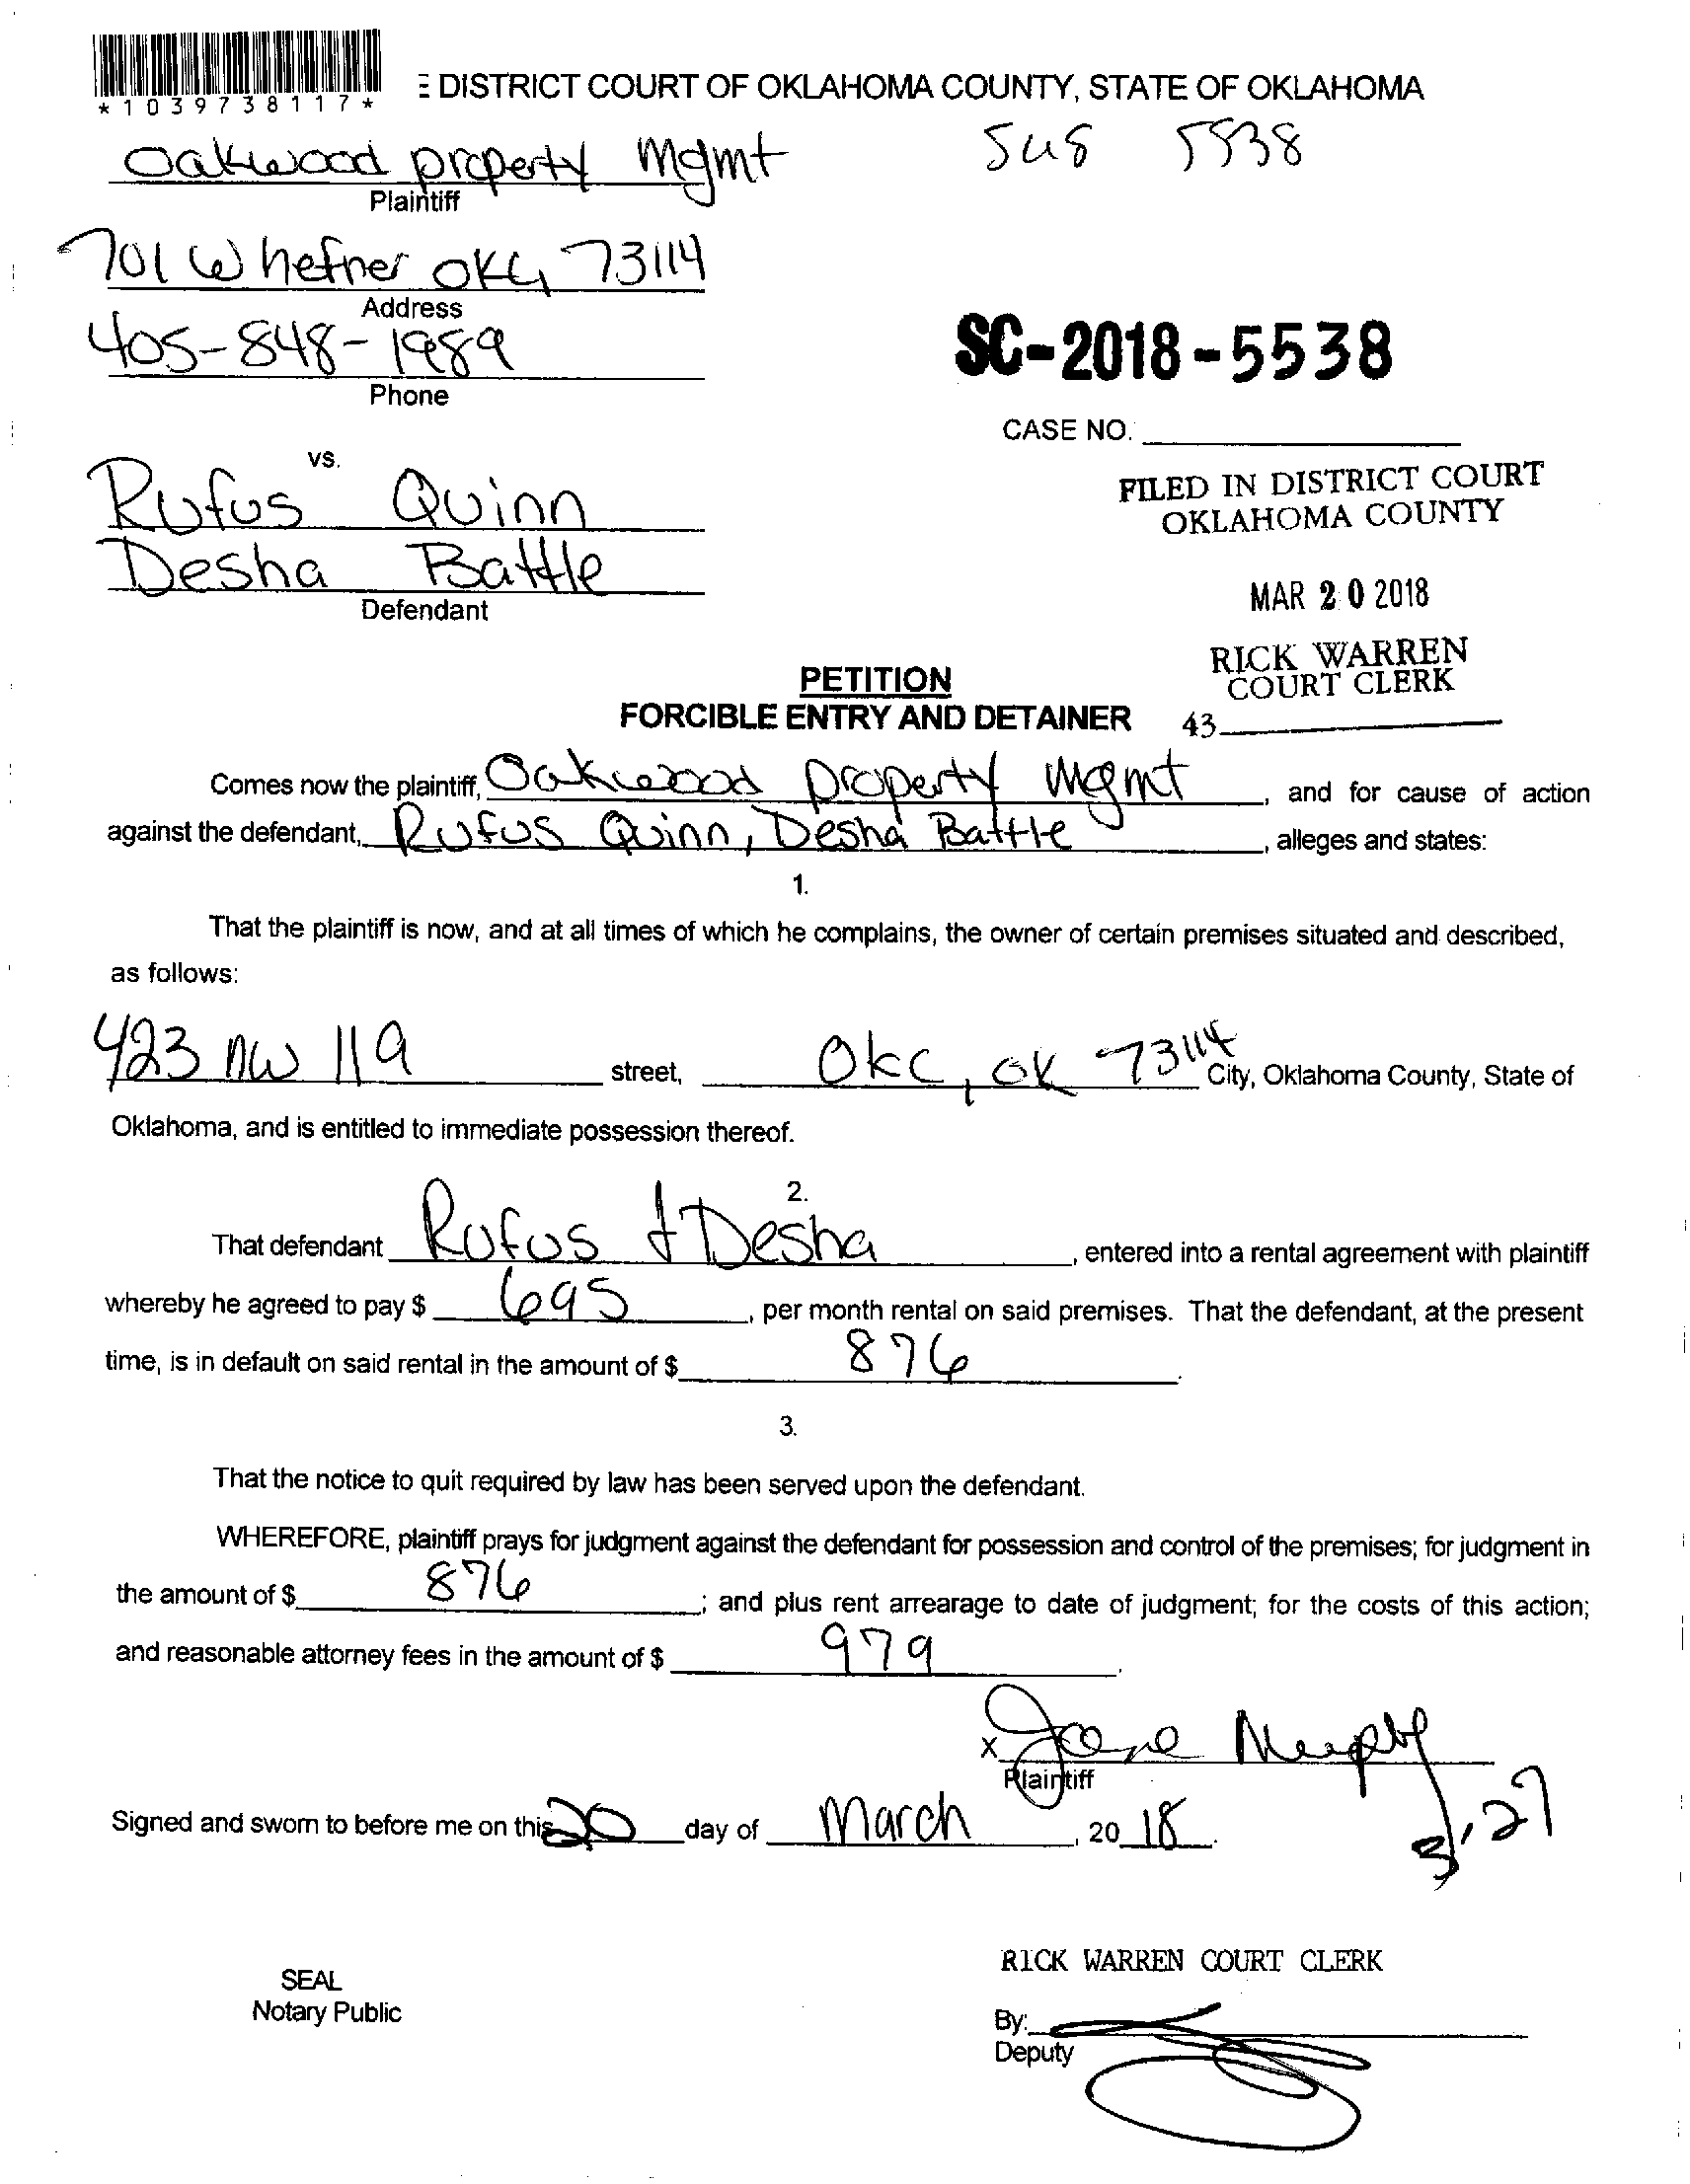 *1039738117*
E DISTRICT COURT OF OKLAHOMA COUNTY, STATE OF OKLAHOMA
Oakwood property Mgmt
5538
Plaintiff
701 W hefner OKC, 73114
Address
405-848-1989
Phone
SC-2018-5538
CASE NO.
vs.
Rufus Quinn
Desha Battle
Defendant
FILED IN DISTRICT COURT
OKLAHOMA COUNTY
MAR 20 2018
RICK WARREN
COURT CLERK
43
PETITION
FORCIBLE ENTRY AND DETAINER
Comes now the plaintiff, Oakwood property Mgmt, and for cause of action
against the defendant, Rufus Quinn, Desha Battle, alleges and states:
1.
That the plaintiff is now, and at all times of which he complains, the owner of certain premises situated and described,
as follows:
423 NW 119 street, OKC, OK 73114 City, Oklahoma County, State of
Oklahoma, and is entitled to immediate possession thereof.
2.
That defendant Rufus & Desha, entered into a rental agreement with plaintiff
whereby he agreed to pay $ 695, per month rental on said premises. That the defendant, at the present
time, is in default on said rental in the amount of $ 876.
3.
That the notice to quit required by law has been served upon the defendant.
WHEREFORE, plaintiff prays for judgment against the defendant for possession and control of the premises; for judgment in
the amount of $ 876; and plus rent arrearage to date of judgment; for the costs of this action;
and reasonable attorney fees in the amount of $ 979.
x
Plaintiff
Signed and sworn to before me on this 20 day of March, 20 18.
3,27
SEAL
Notary Public
RICK WARREN COURT CLERK
By:
Deputy